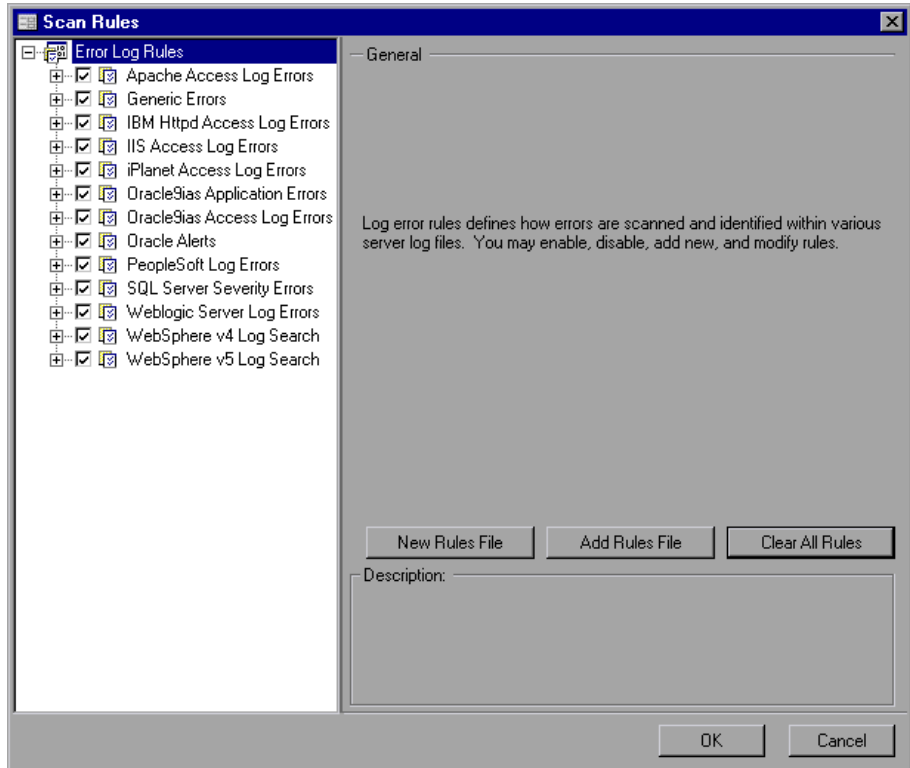 Scan Rules
Error Log Rules
Apache Access Log Errors
Generic Errors
IBM Httpd Access Log Errors
IIS Access Log Errors
iPlanet Access Log Errors
Oracle9ias Application Errors
Oracle9ias Access Log Errors
Oracle Alerts
PeopleSoft Log Errors
SQL Server Severity Errors
Weblogic Server Log Errors
WebSphere v4 Log Search
WebSphere v5 Log Search
General
Log error rules defines how errors are scanned and identified within various
server log files. You may enable, disable, add new, and modify rules.
New Rules File Add Rules File Clear All Rules
Description:
OK Cancel